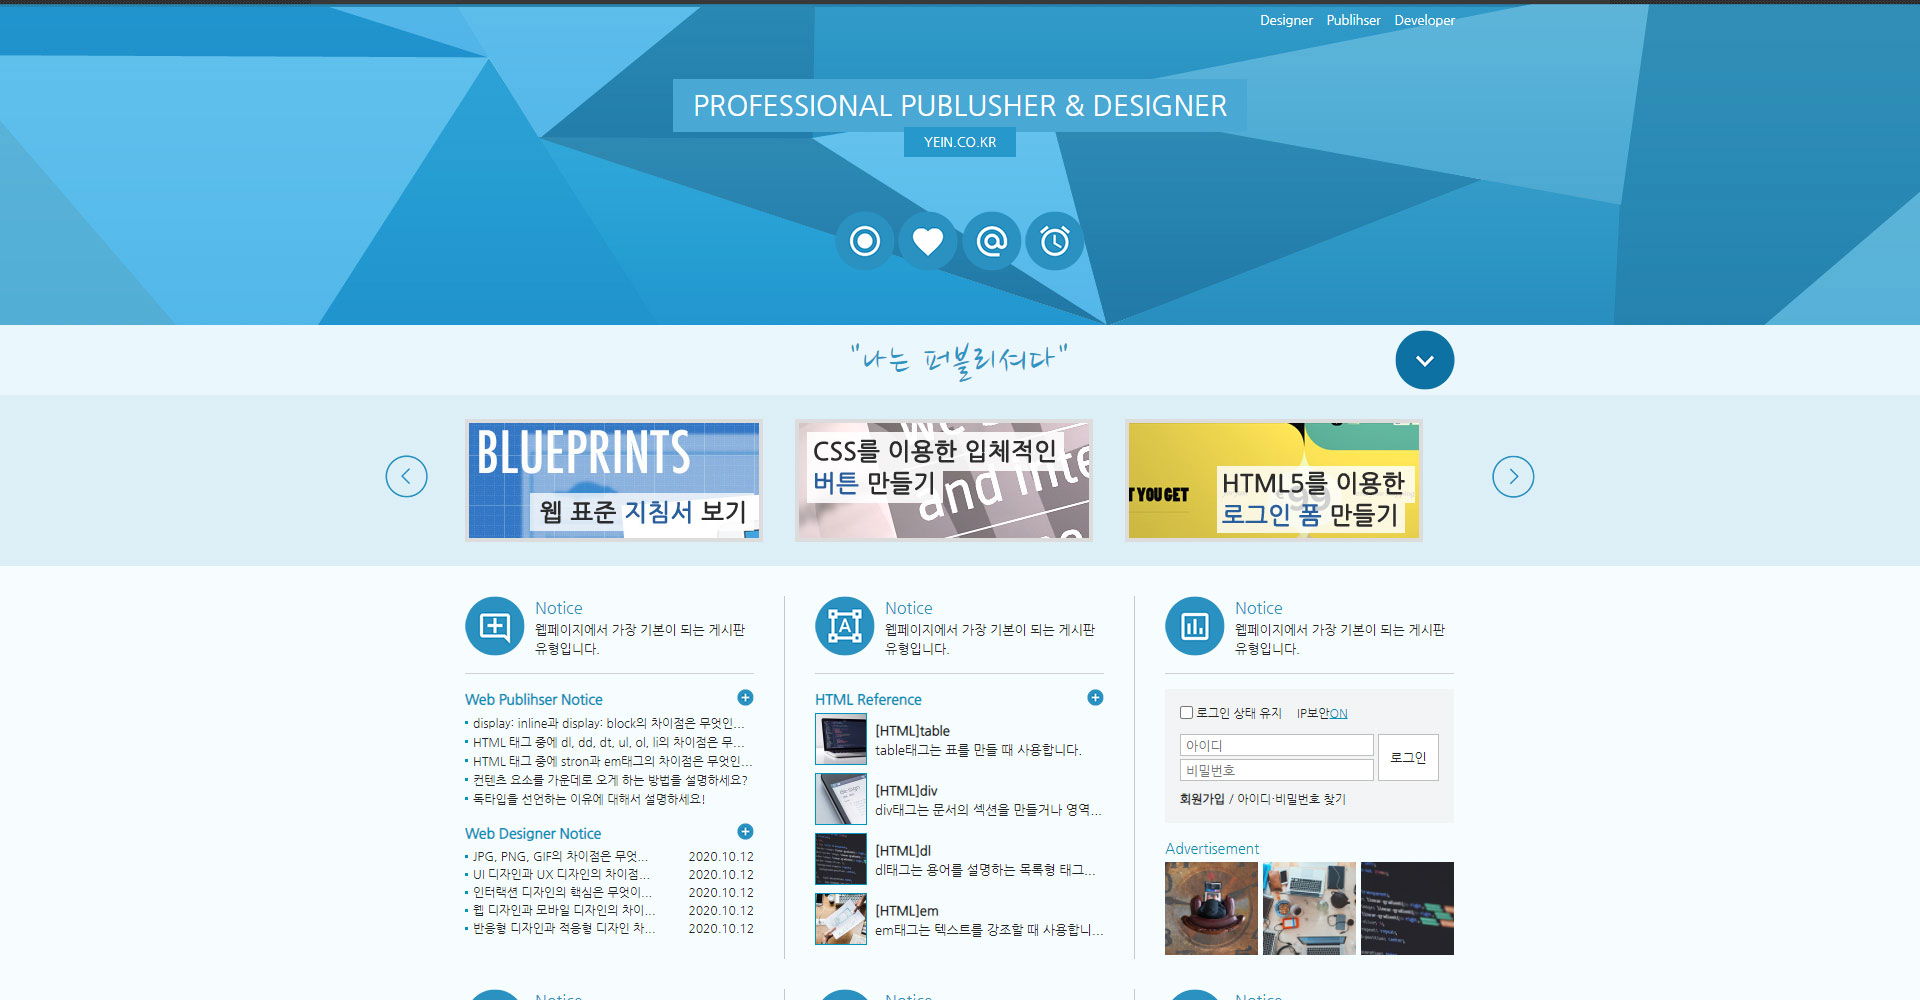 Designer Publihser Developer
PROFESSIONAL PUBLUSHER & DESIGNER
YEIN.CO.KR
"나는 퍼블리셔다"
BLUEPRINTS
웹 표준 지침서 보기
CSS를 이용한 입체적인
버튼 만들기
and inte
HTML5를 이용한
로그인 폼 만들기
T YOU GET
99
Notice
웹페이지에서 가장 기본이 되는 게시판
유형입니다.
Web Publihser Notice
display: inline과 display: block의 차이점은 무엇인...
HTML 태그 중에 dl, dd, dt, ul, ol, li의 차이점은 무...
HTML 태그 중에 stron과 em태그의 차이점은 무엇인...
컨텐츠 요소를 가운데로 오게 하는 방법을 설명하세요?
독타입을 선언하는 이유에 대해서 설명하세요!
Web Designer Notice
JPG, PNG, GIF의 차이점은 무엇... 2020.10.12
UI 디자인과 UX 디자인의 차이점... 2020.10.12
인터랙션 디자인의 핵심은 무엇이... 2020.10.12
웹 디자인과 모바일 디자인의 차이... 2020.10.12
반응형 디자인과 적응형 디자인 차... 2020.10.12
Notice
웹페이지에서 가장 기본이 되는 게시판
유형입니다.
HTML Reference
[HTML]table
table태그는 표를 만들 때 사용합니다.
[HTML]div
div태그는 문서의 섹션을 만들거나 영역...
[HTML]dl
dl태그는 용어를 설명하는 목록형 태그...
[HTML]em
em태그는 텍스트를 강조할 때 사용합니...
Notice
웹페이지에서 가장 기본이 되는 게시판
유형입니다.
로그인 상태 유지 IP보안ON
아이디
비밀번호
로그인
회원가입 / 아이디·비밀번호 찾기
Advertisement
Notice
Notice
Notice